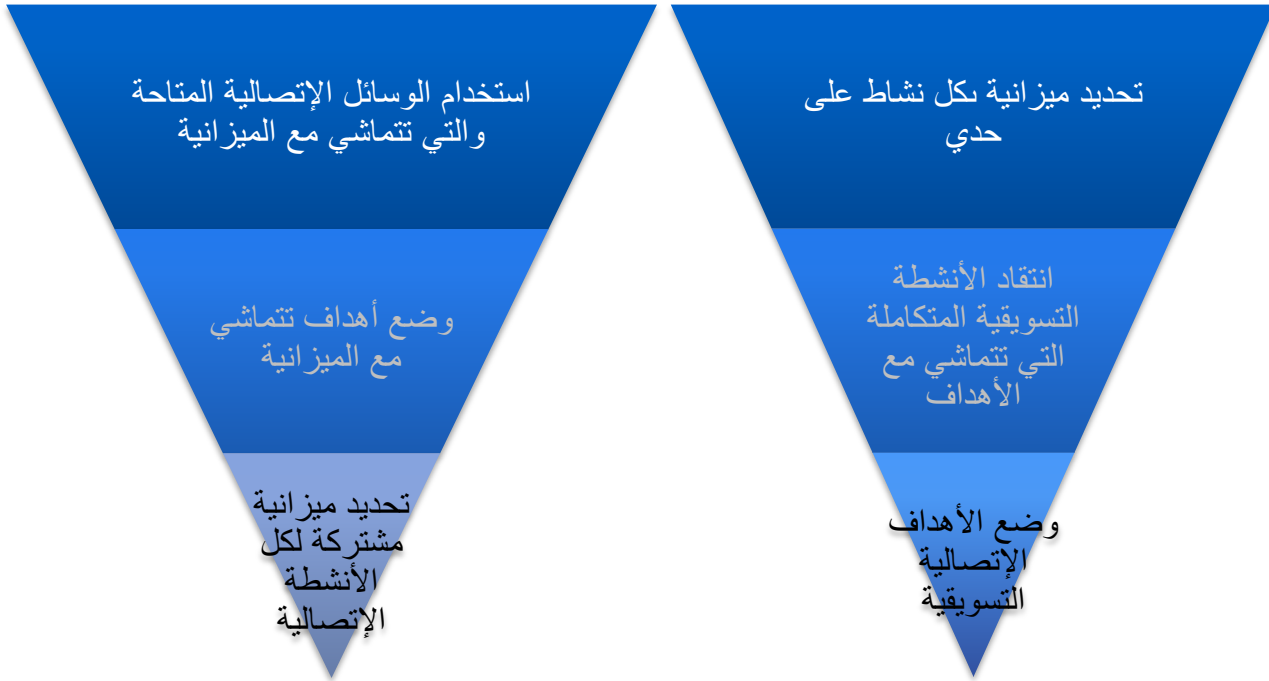 تحديد ميزانية بكل نشاط على
حدي
انتقاد الأنشطة
التسويقية المتكاملة
التي تتماشي مع
الأهداف
وضع الأهداف
الإتصالية
التسويقية
استخدام الوسائل الإتصالية المتاحة
والتي تتماشي مع الميزانية
وضع أهداف تتماشي
مع الميزانية
تحديد ميزانية
مشتركة لكل
الأنشطة
الإتصالية